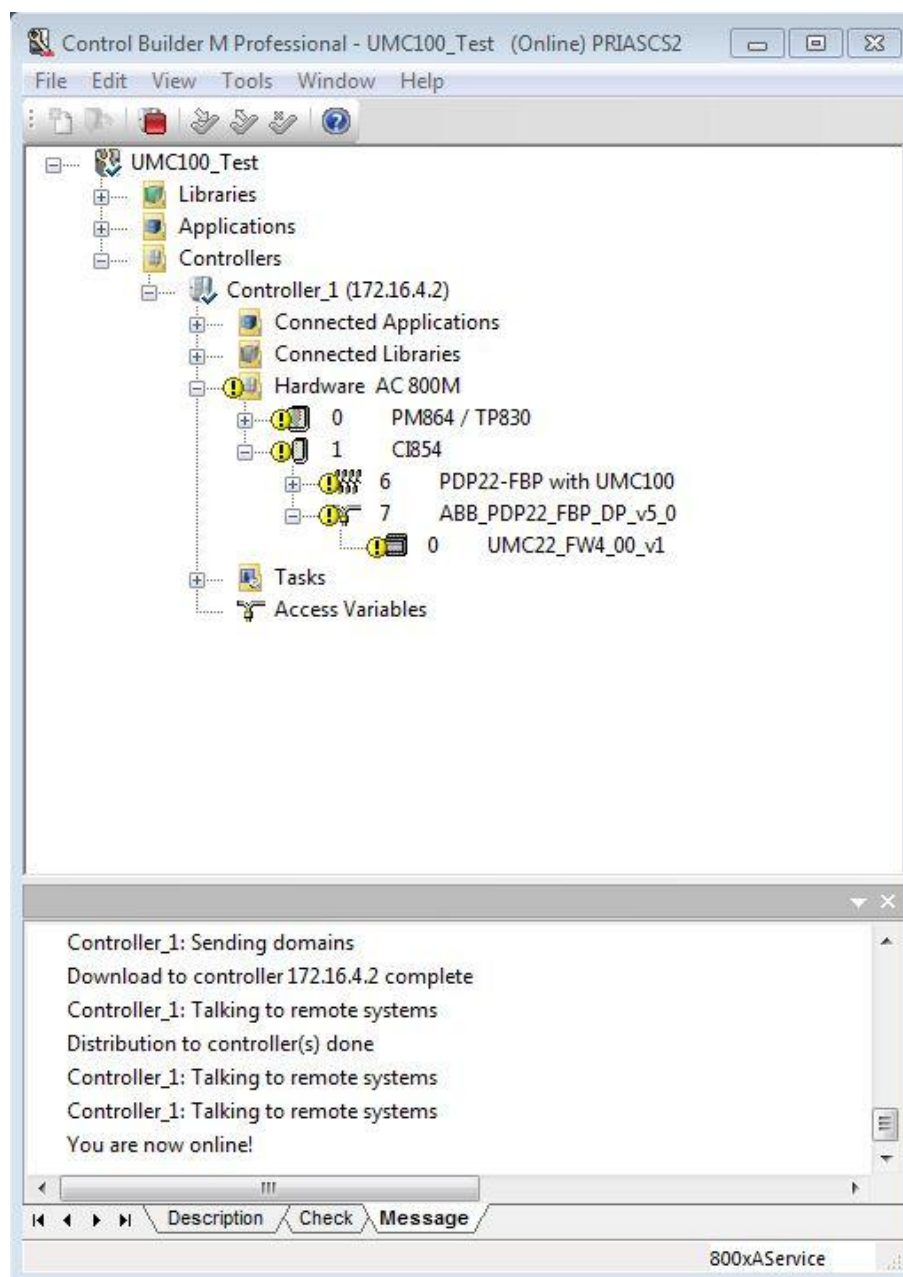 Control Builder M Professional - UMC100_Test (Online) PRIASCS2
File Edit View Tools Window Help
UMC100_Test
Libraries
Applications
Controllers
Controller_1 (172.16.4.2)
Connected Applications
Connected Libraries
Hardware AC 800M
0 PM864 / TP830
1 CI854
6 PDP22-FBP with UMC100
7 ABB_PDP22_FBP_DP_v5_0
0 UMC22_FW4_00_v1
Tasks
Access Variables
Controller_1: Sending domains
Download to controller 172.16.4.2 complete
Controller_1: Talking to remote systems
Distribution to controller(s) done
Controller_1: Talking to remote systems
Controller_1: Talking to remote systems
You are now online!
Description Check Message
800xAService